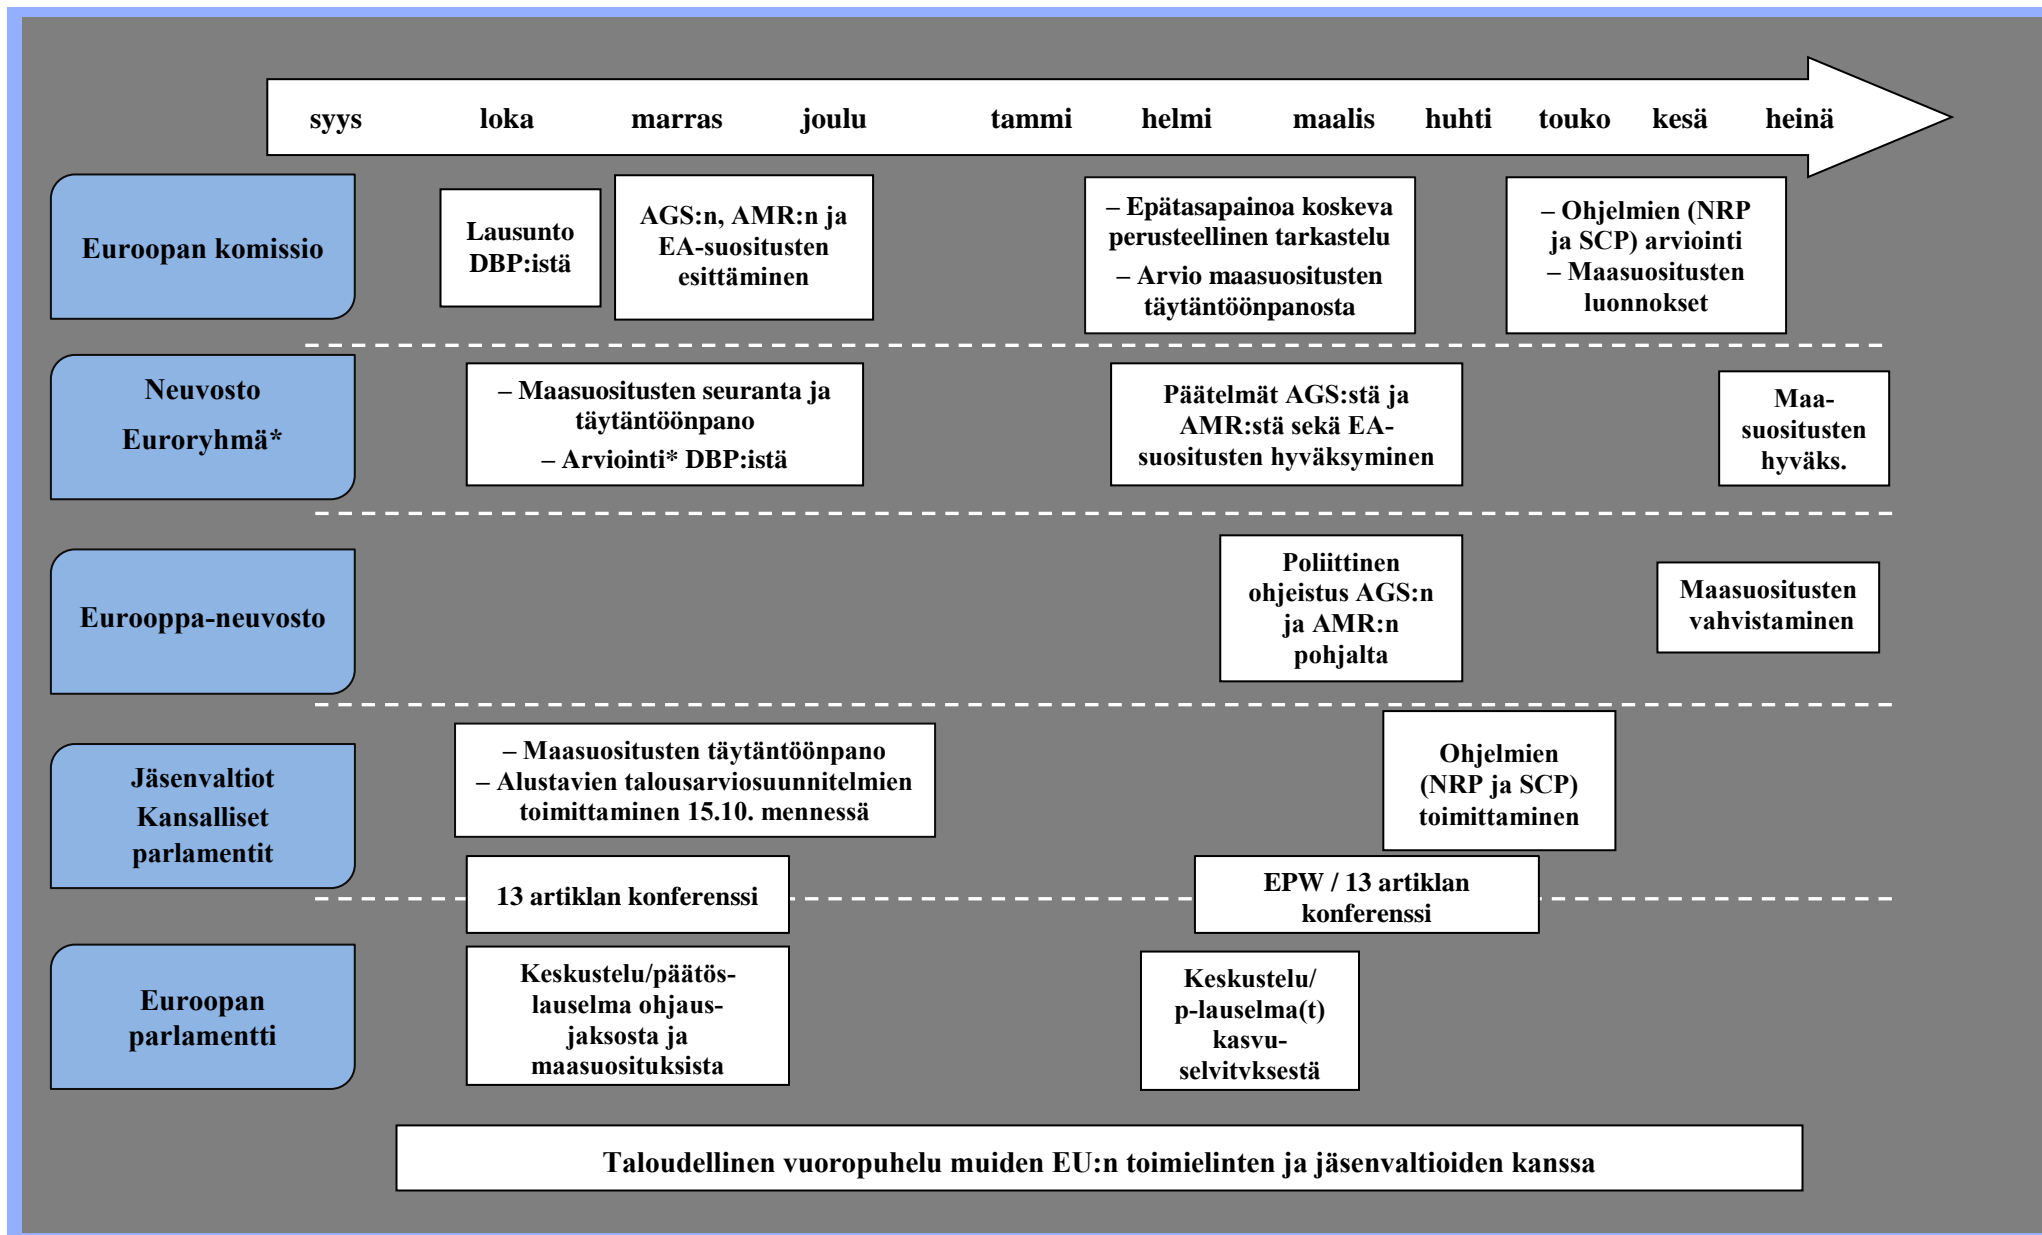 syys loka marras joulu tammi helmi maalis huhti touko kesä heinä
Euroopan komissio
Lausunto
DBP:istä
AGS:n, AMR:n ja
EA-suositusten
esittäminen
– Epätasapainoa koskeva
perusteellinen tarkastelu
– Arvio maasuositusten
täytäntöönpanosta
– Ohjelmien (NRP
ja SCP) arviointi
– Maasuositusten
luonnokset
Neuvosto
Euroryhmä*
– Maasuositusten seuranta ja
täytäntöönpano
– Arviointi* DBP:istä
Päätelmät AGS:stä ja
AMR:stä sekä EA-
suositusten hyväksyminen
Maa-
suositusten
hyväks.
Eurooppa-neuvosto
Poliittinen
ohjeistus AGS:n
ja AMR:n
pohjalta
Maasuositusten
vahvistaminen
Jäsenvaltiot
Kansalliset
parlamentit
– Maasuositusten täytäntöönpano
– Alustavien talousarviosuunnitelmien
toimittaminen 15.10. mennessä
Ohjelmien
(NRP ja SCP)
toimittaminen
13 artiklan konferenssi
EPW / 13 artiklan
konferenssi
Euroopan
parlamentti
Keskustelu/päätös-
lauselma ohjaus-
jaksosta ja
maasuosituksista
Keskustelu/
p-lauselma(t)
kasvu-
selvityksestä
Taloudellinen vuoropuhelu muiden EU:n toimielinten ja jäsenvaltioiden kanssa